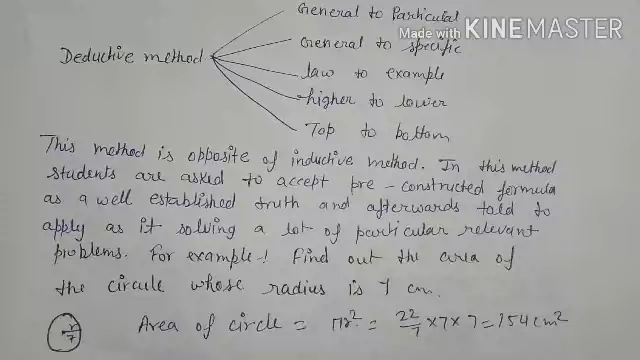 General to Particular
Made with KINEMASTER
General to specific
Deductive method
law to example
higher to lower
Top to bottom
This method is opposite of inductive method. In this method
students are asked to accept pre-constructed formula
as a well established truth and afterwards told to
apply as it solving a lot of particular relevant
problems. For example! Find out the area of
the circule whose radius is 7 cm.
r/7 Area of circle = πr² = 22/7 × 7 × 7 = 154 cm²